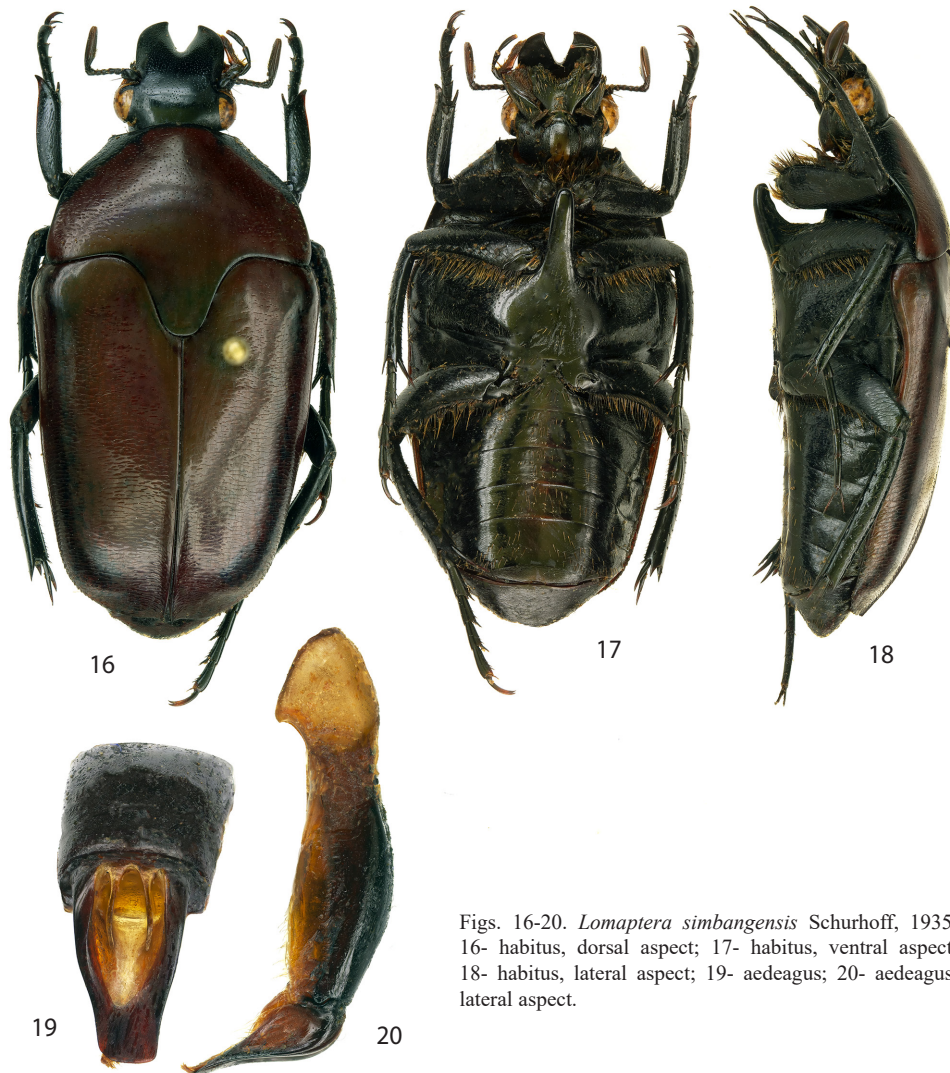 16
17
18
19
20
Figs. 16-20. Lomaptera simbangensis Schurhoff, 1935
16- habitus, dorsal aspect; 17- habitus, ventral aspect
18- habitus, lateral aspect; 19- aedeagus; 20- aedeagus
lateral aspect.